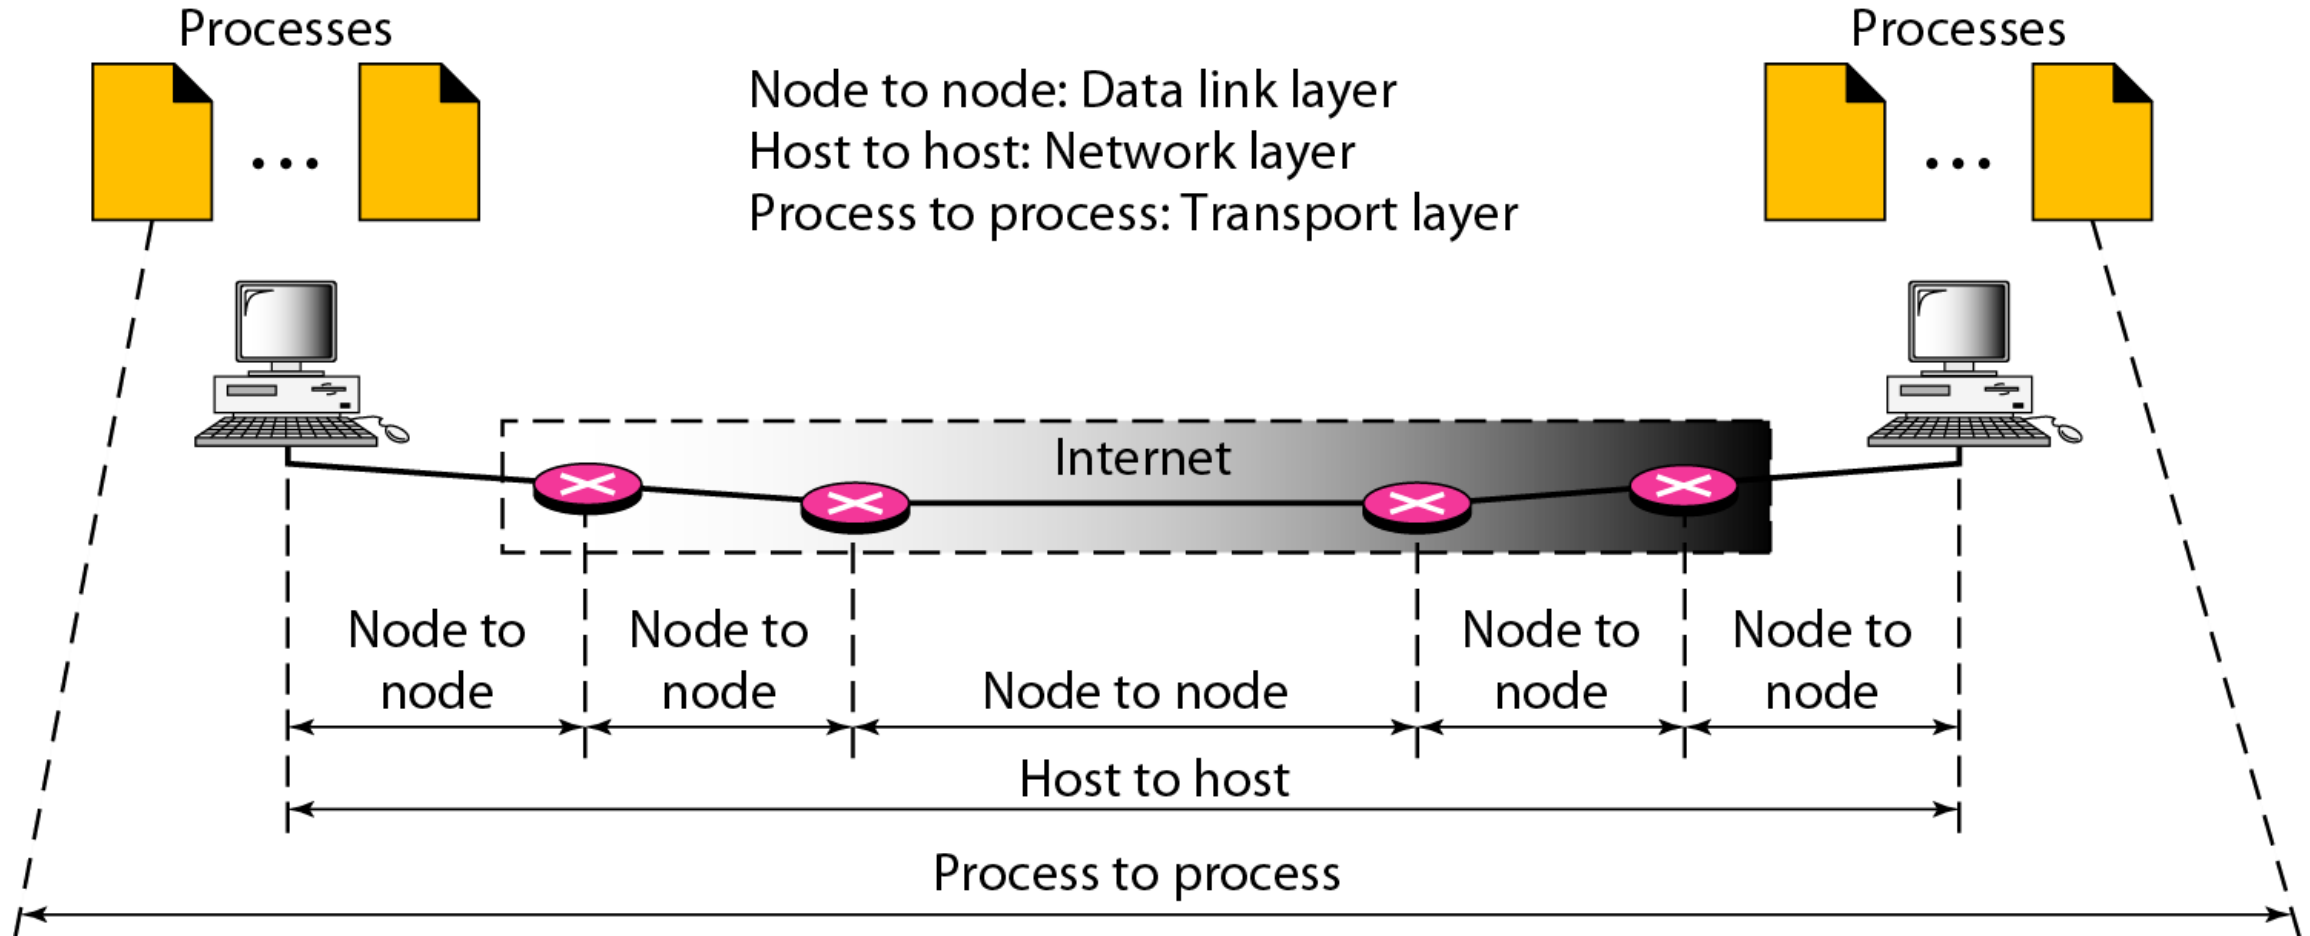 Processes
Processes
Node to node: Data link layer
Host to host: Network layer
Process to process: Transport layer
Internet
Node to
node
Node to
node
Node to node
Node to
node
Node to
node
Host to host
Process to process